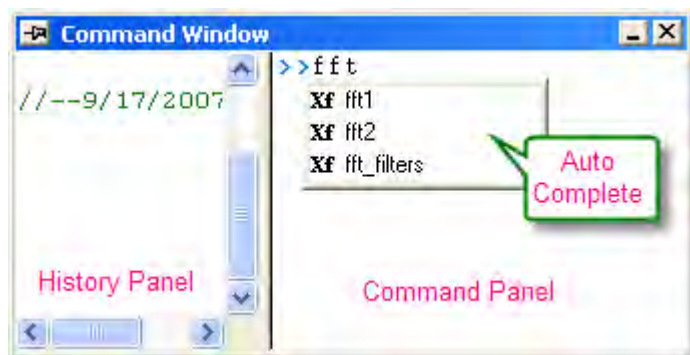 Command Window
//--9/17/2007
>>fft
Xf fft1
Xf fft2
Xf fft_filters
Auto
Complete
History Panel
Command Panel